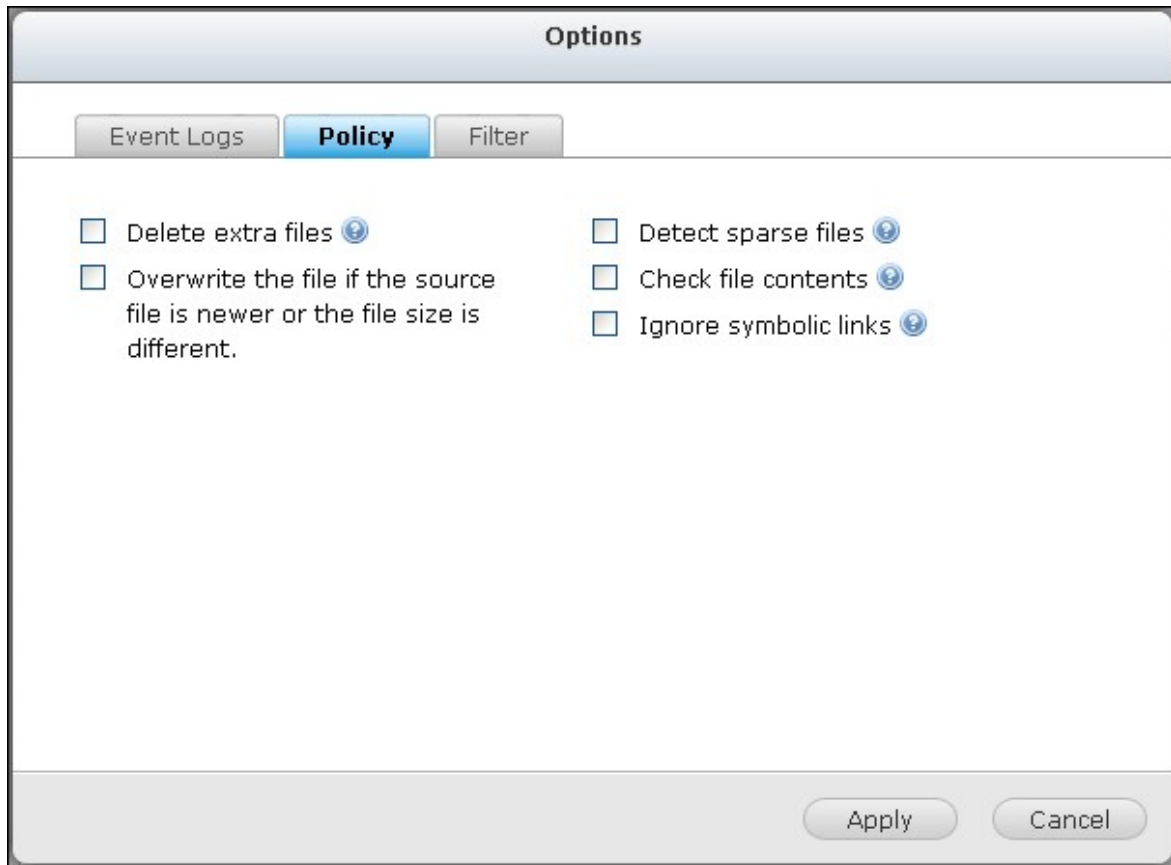 Options
Event Logs
Policy
Filter
Delete extra files
Overwrite the file if the source
file is newer or the file size is
different.
Detect sparse files
Check file contents
Ignore symbolic links
Apply
Cancel